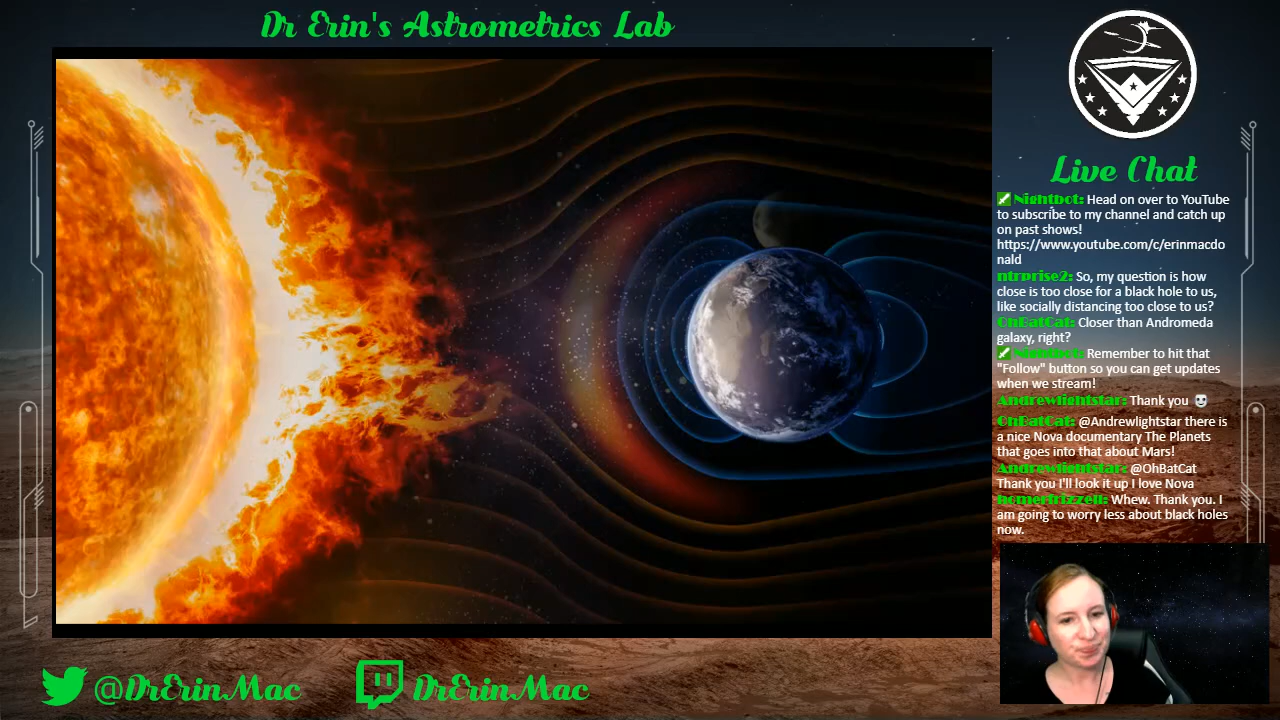 Dr Erin's Astrometrics Lab
Live Chat
Nightbot: Head on over to YouTube
to subscribe to my channel and catch up
on past shows!
https://www.youtube.com/c/erinmacdo
nald
ntrprise2: So, my question is how
close is too close for a black hole to us,
like socially distancing too close to us?
OhBatCat: Closer than Andromeda
galaxy, right?
Nightbot: Remember to hit that
"Follow" button so you can get updates
when we stream!
Andrewlightstar: Thank you
OhBatCat: @Andrewlightstar there is
a nice Nova documentary The Planets
that goes into that about Mars!
Andrewlightstar: @OhBatCat
Thank you I'll look it up I love Nova
homerfrizzell: Whew. Thank you. I
am going to worry less about black holes
now.
@DrErinMac
DrErinMac